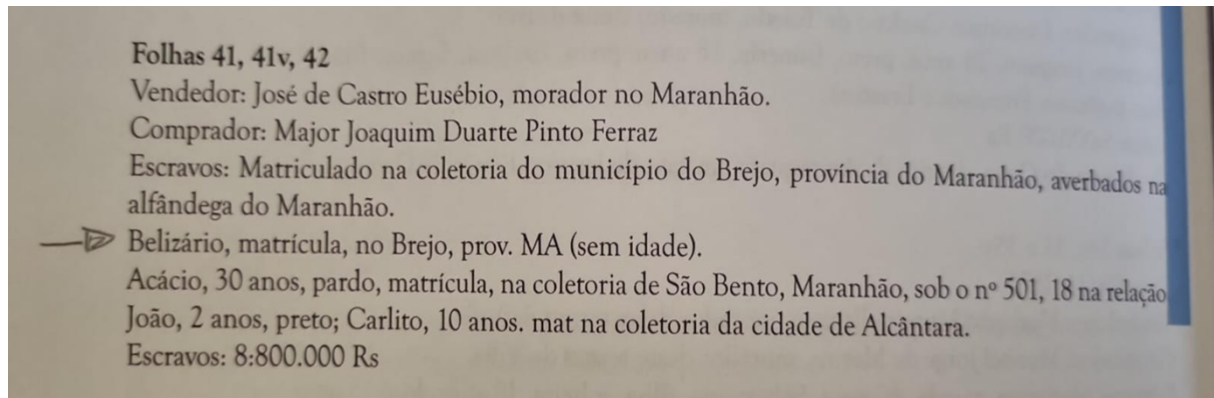 Folhas 41, 41v, 42
Vendedor: José de Castro Eusébio, morador no Maranhão.
Comprador: Major Joaquim Duarte Pinto Ferraz
Escravos: Matriculado na coletoria do município do Brejo, província do Maranhão, averbados na
alfândega do Maranhão.
Belizário, matrícula, no Brejo, prov. MA (sem idade).
Acácio, 30 anos, pardo, matrícula, na coletoria de São Bento, Maranhão, sob o nº 501, 18 na relação
João, 2 anos, preto; Carlito, 10 anos. mat na coletoria da cidade de Alcântara.
Escravos: 8:800.000 Rs